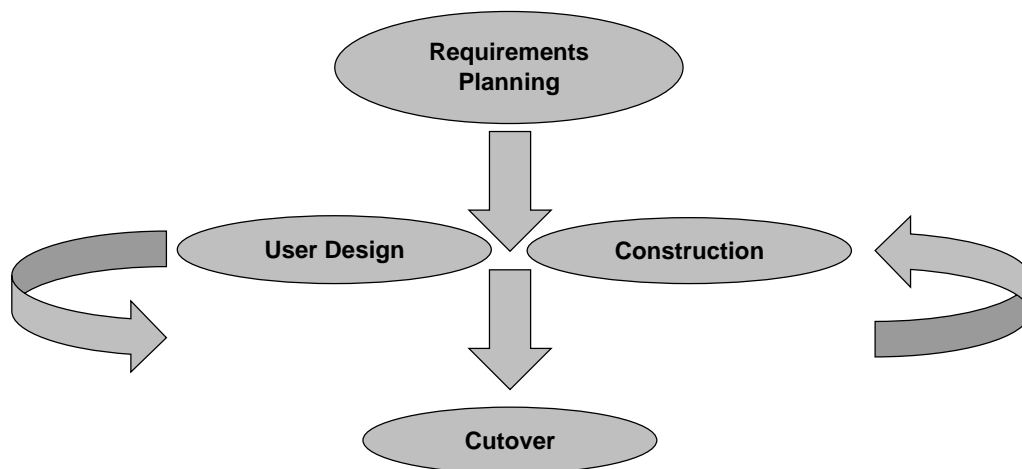 Requirements
Planning
User Design
Construction
Cutover